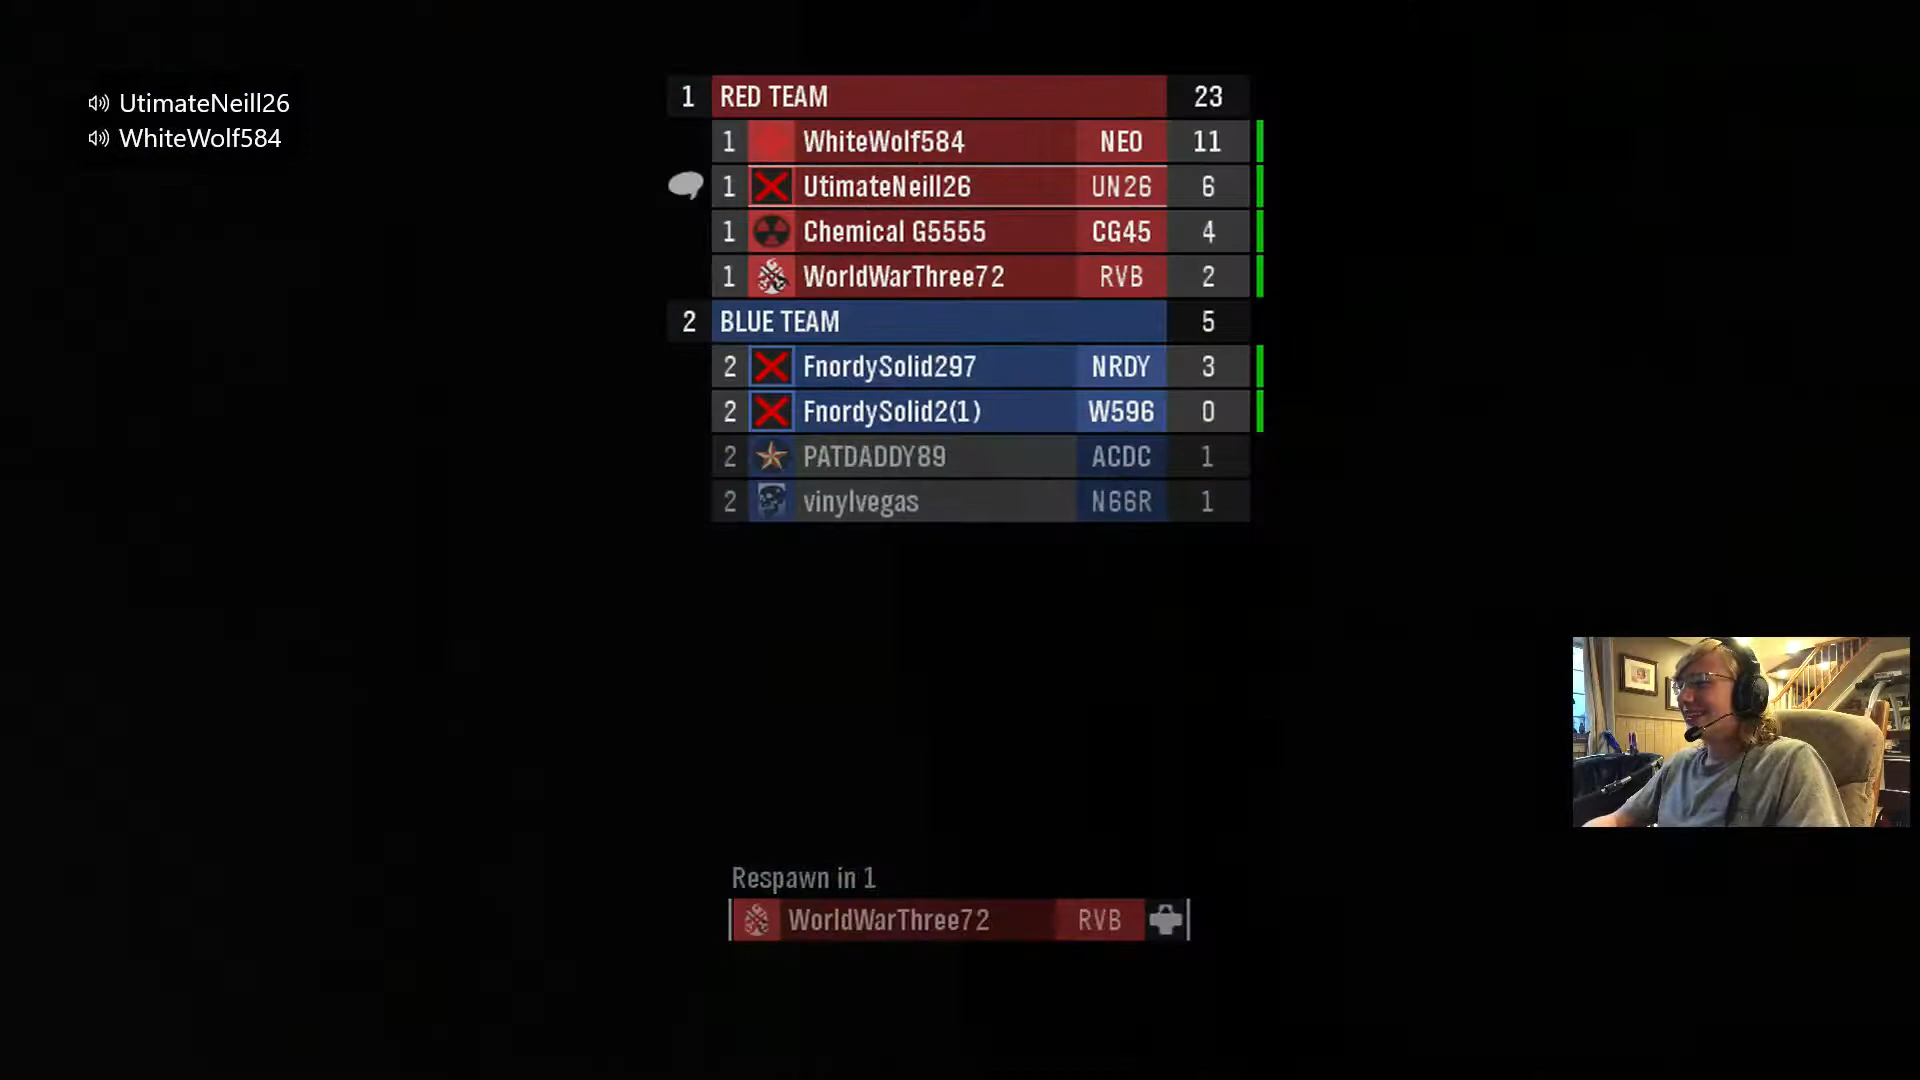 UtimateNeill26
WhiteWolf584
1 RED TEAM 23
1 WhiteWolf584 NEO 11
1 UtimateNeill26 UN26 6
1 Chemical G5555 CG45 4
1 WorldWarThree72 RVB 2
2 BLUE TEAM 5
2 FnordySolid297 NRDY 3
2 FnordySolid2(1) W596 0
2 PATDADDY89 ACDC 1
2 vinylvegas N66R 1
Respawn in 1
WorldWarThree72 RVB